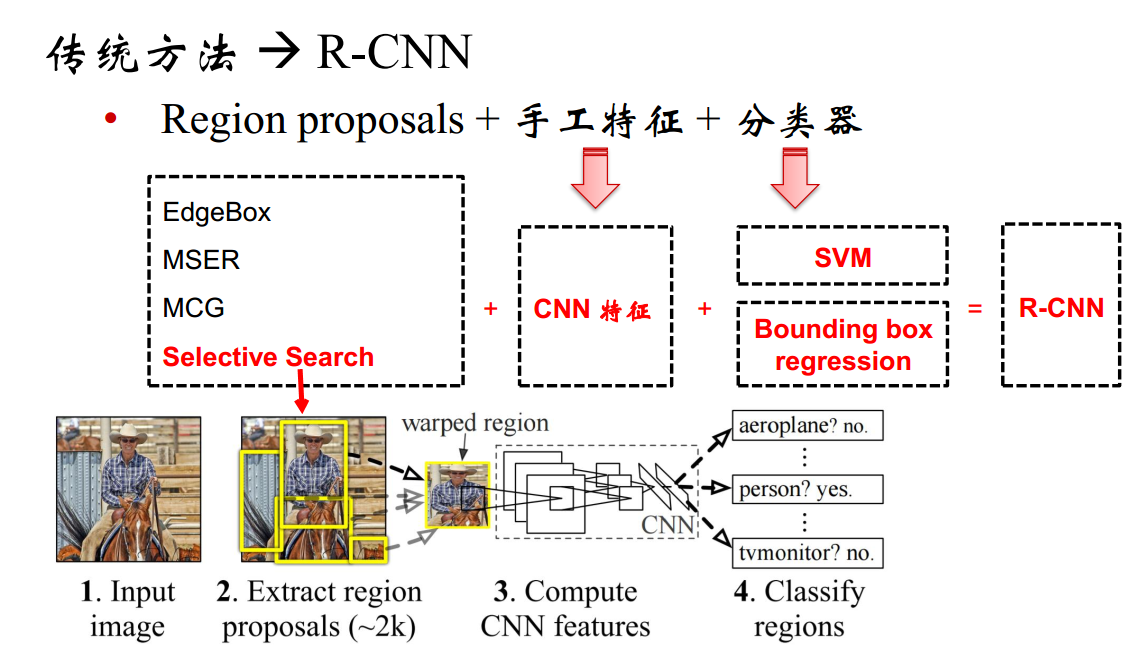 传统方法 → R-CNN
• Region proposals + 手工特征 + 分类器
EdgeBox
MSER
MCG
Selective Search
+
CNN 特征
+
SVM
Bounding box
regression
=
R-CNN
warped region
CNN
aeroplane? no.
⋮
person? yes.
⋮
tvmonitor? no.
1. Input
image
2. Extract region
proposals (~2k)
3. Compute
CNN features
4. Classify
regions